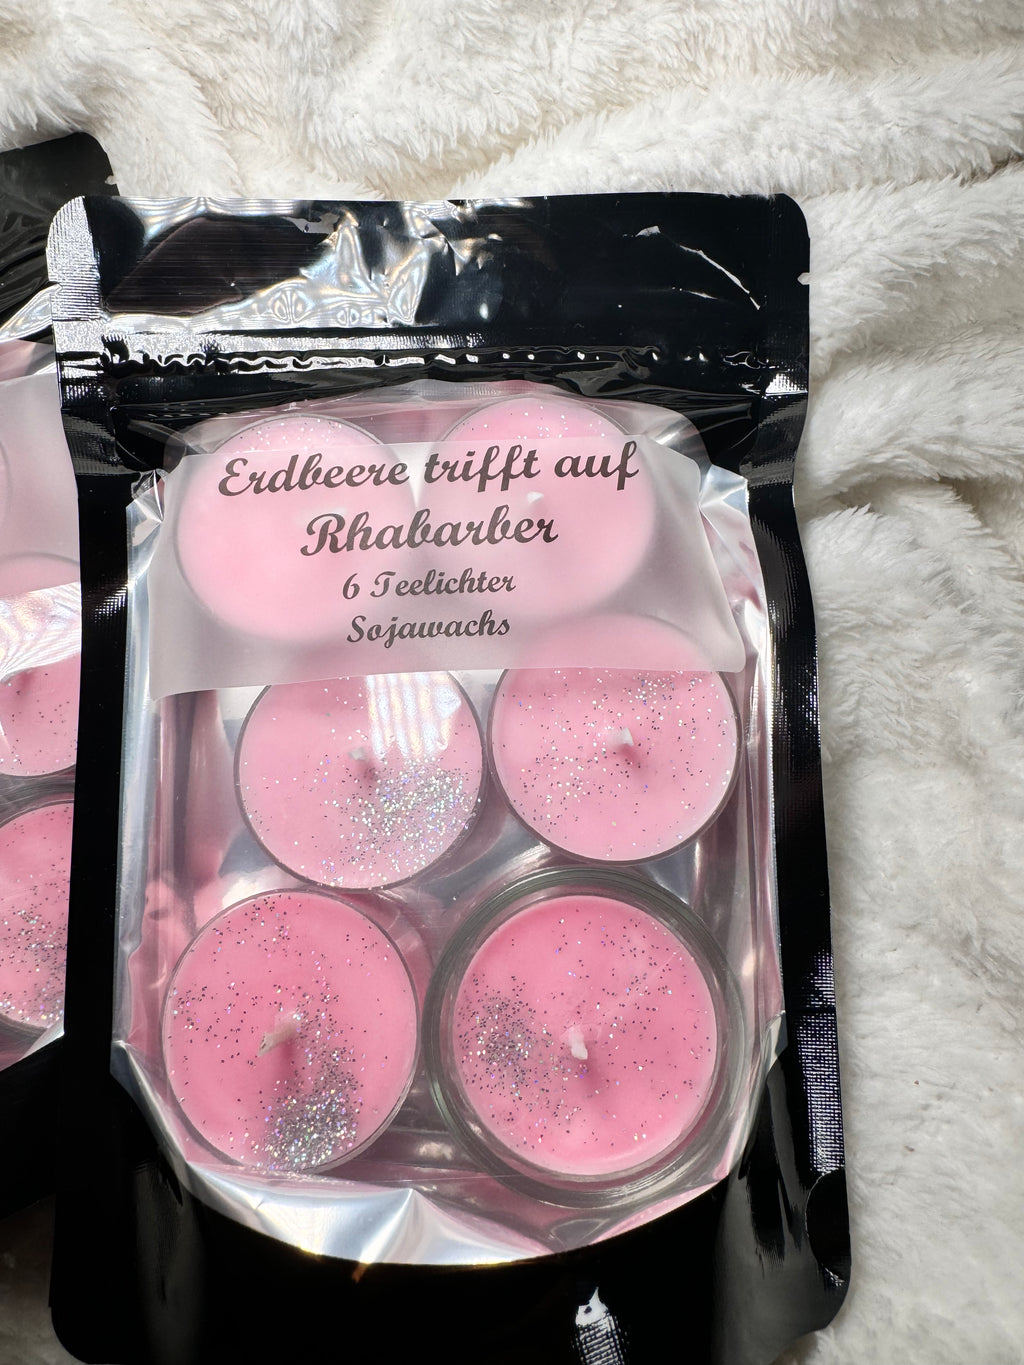 Erdbeere trifft auf
Rhabarber
6 Teelichter
Sojawachs